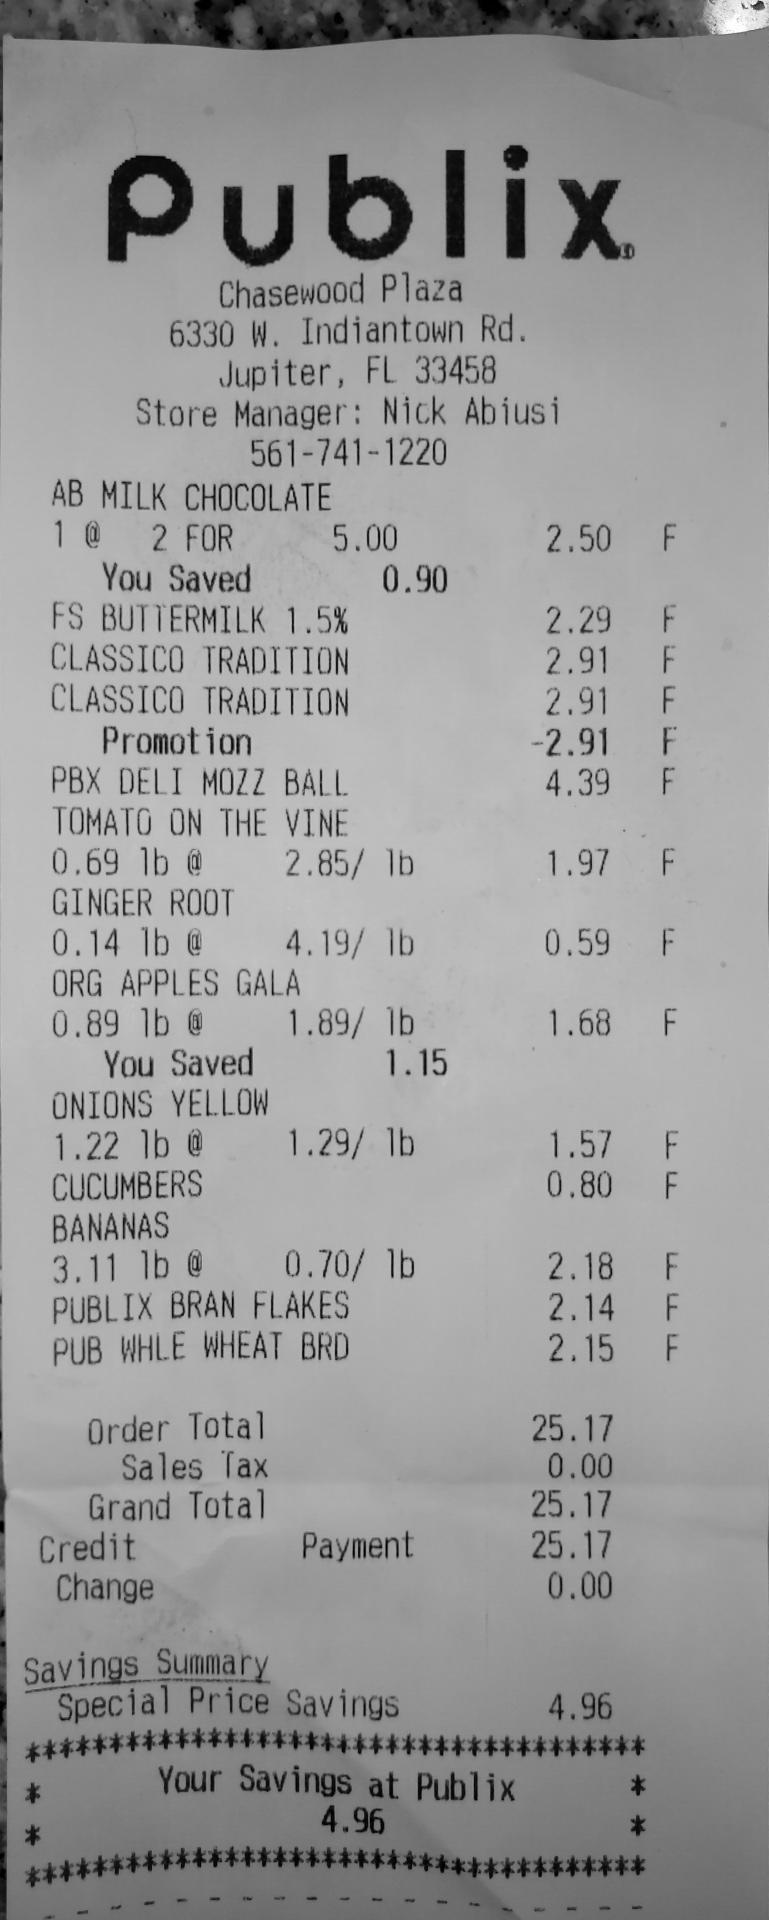 Publix
Chasewood Plaza
6330 W. Indiantown Rd.
Jupiter, FL 33458
Store Manager: Nick Abiusi
561-741-1220
AB MILK CHOCOLATE
1 @ 2 FOR 5.00 2.50 F
You Saved 0.90
FS BUTTERMILK 1.5% 2.29 F
CLASSICO TRADITION 2.91 F
CLASSICO TRADITION 2.91 F
Promotion -2.91 F
PBX DELI MOZZ BALL 4.39 F
TOMATO ON THE VINE
0.69 lb @ 2.85/ lb 1.97 F
GINGER ROOT
0.14 lb @ 4.19/ lb 0.59 F
ORG APPLES GALA
0.89 lb @ 1.89/ lb 1.68 F
You Saved 1.15
ONIONS YELLOW
1.22 lb @ 1.29/ lb 1.57 F
CUCUMBERS 0.80 F
BANANAS
3.11 lb @ 0.70/ lb 2.18 F
PUBLIX BRAN FLAKES 2.14 F
PUB WHLE WHEAT BRD 2.15 F
Order Total 25.17
Sales Tax 0.00
Grand Total 25.17
Credit Payment 25.17
Change 0.00
Savings Summary
Special Price Savings 4.96
*************************************
* Your Savings at Publix *
* 4.96 *
*************************************